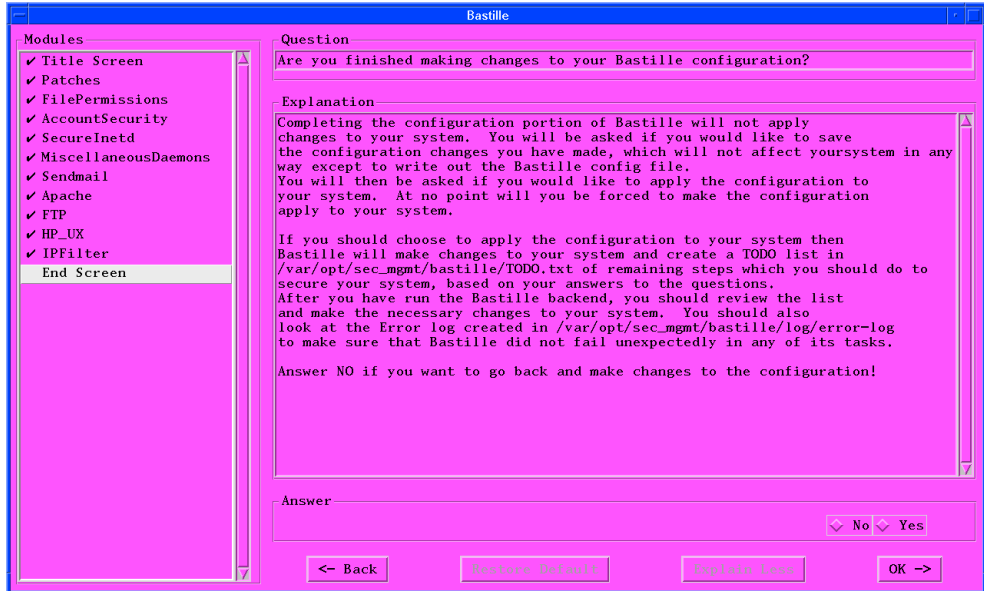 Bastille
Modules
Title Screen
Patches
FilePermissions
AccountSecurity
SecureInetd
MiscellaneousDaemons
Sendmail
Apache
FTP
HP_UX
IPFilter
End Screen
Question
Are you finished making changes to your Bastille configuration?
Explanation
Completing the configuration portion of Bastille will not apply
changes to your system.  You will be asked if you would like to save
the configuration changes you have made, which will not affect yoursystem in any
way except to write out the Bastille config file.
You will then be asked if you would like to apply the configuration to
your system.  At no point will you be forced to make the configuration
apply to your system.
If you should choose to apply the configuration to your system then
Bastille will make changes to your system and create a TODO list in
/var/opt/sec_mgmt/bastille/TODO.txt of remaining steps which you should do to
secure your system, based on your answers to the questions.
After you have run the Bastille backend, you should review the list
and make the necessary changes to your system.  You should also
look at the Error log created in /var/opt/sec_mgmt/bastille/log/error-log
to make sure that Bastille did not fail unexpectedly in any of its tasks.
Answer NO if you want to go back and make changes to the configuration!
Answer
No Yes
<- Back Restore Default Explain Less OK ->